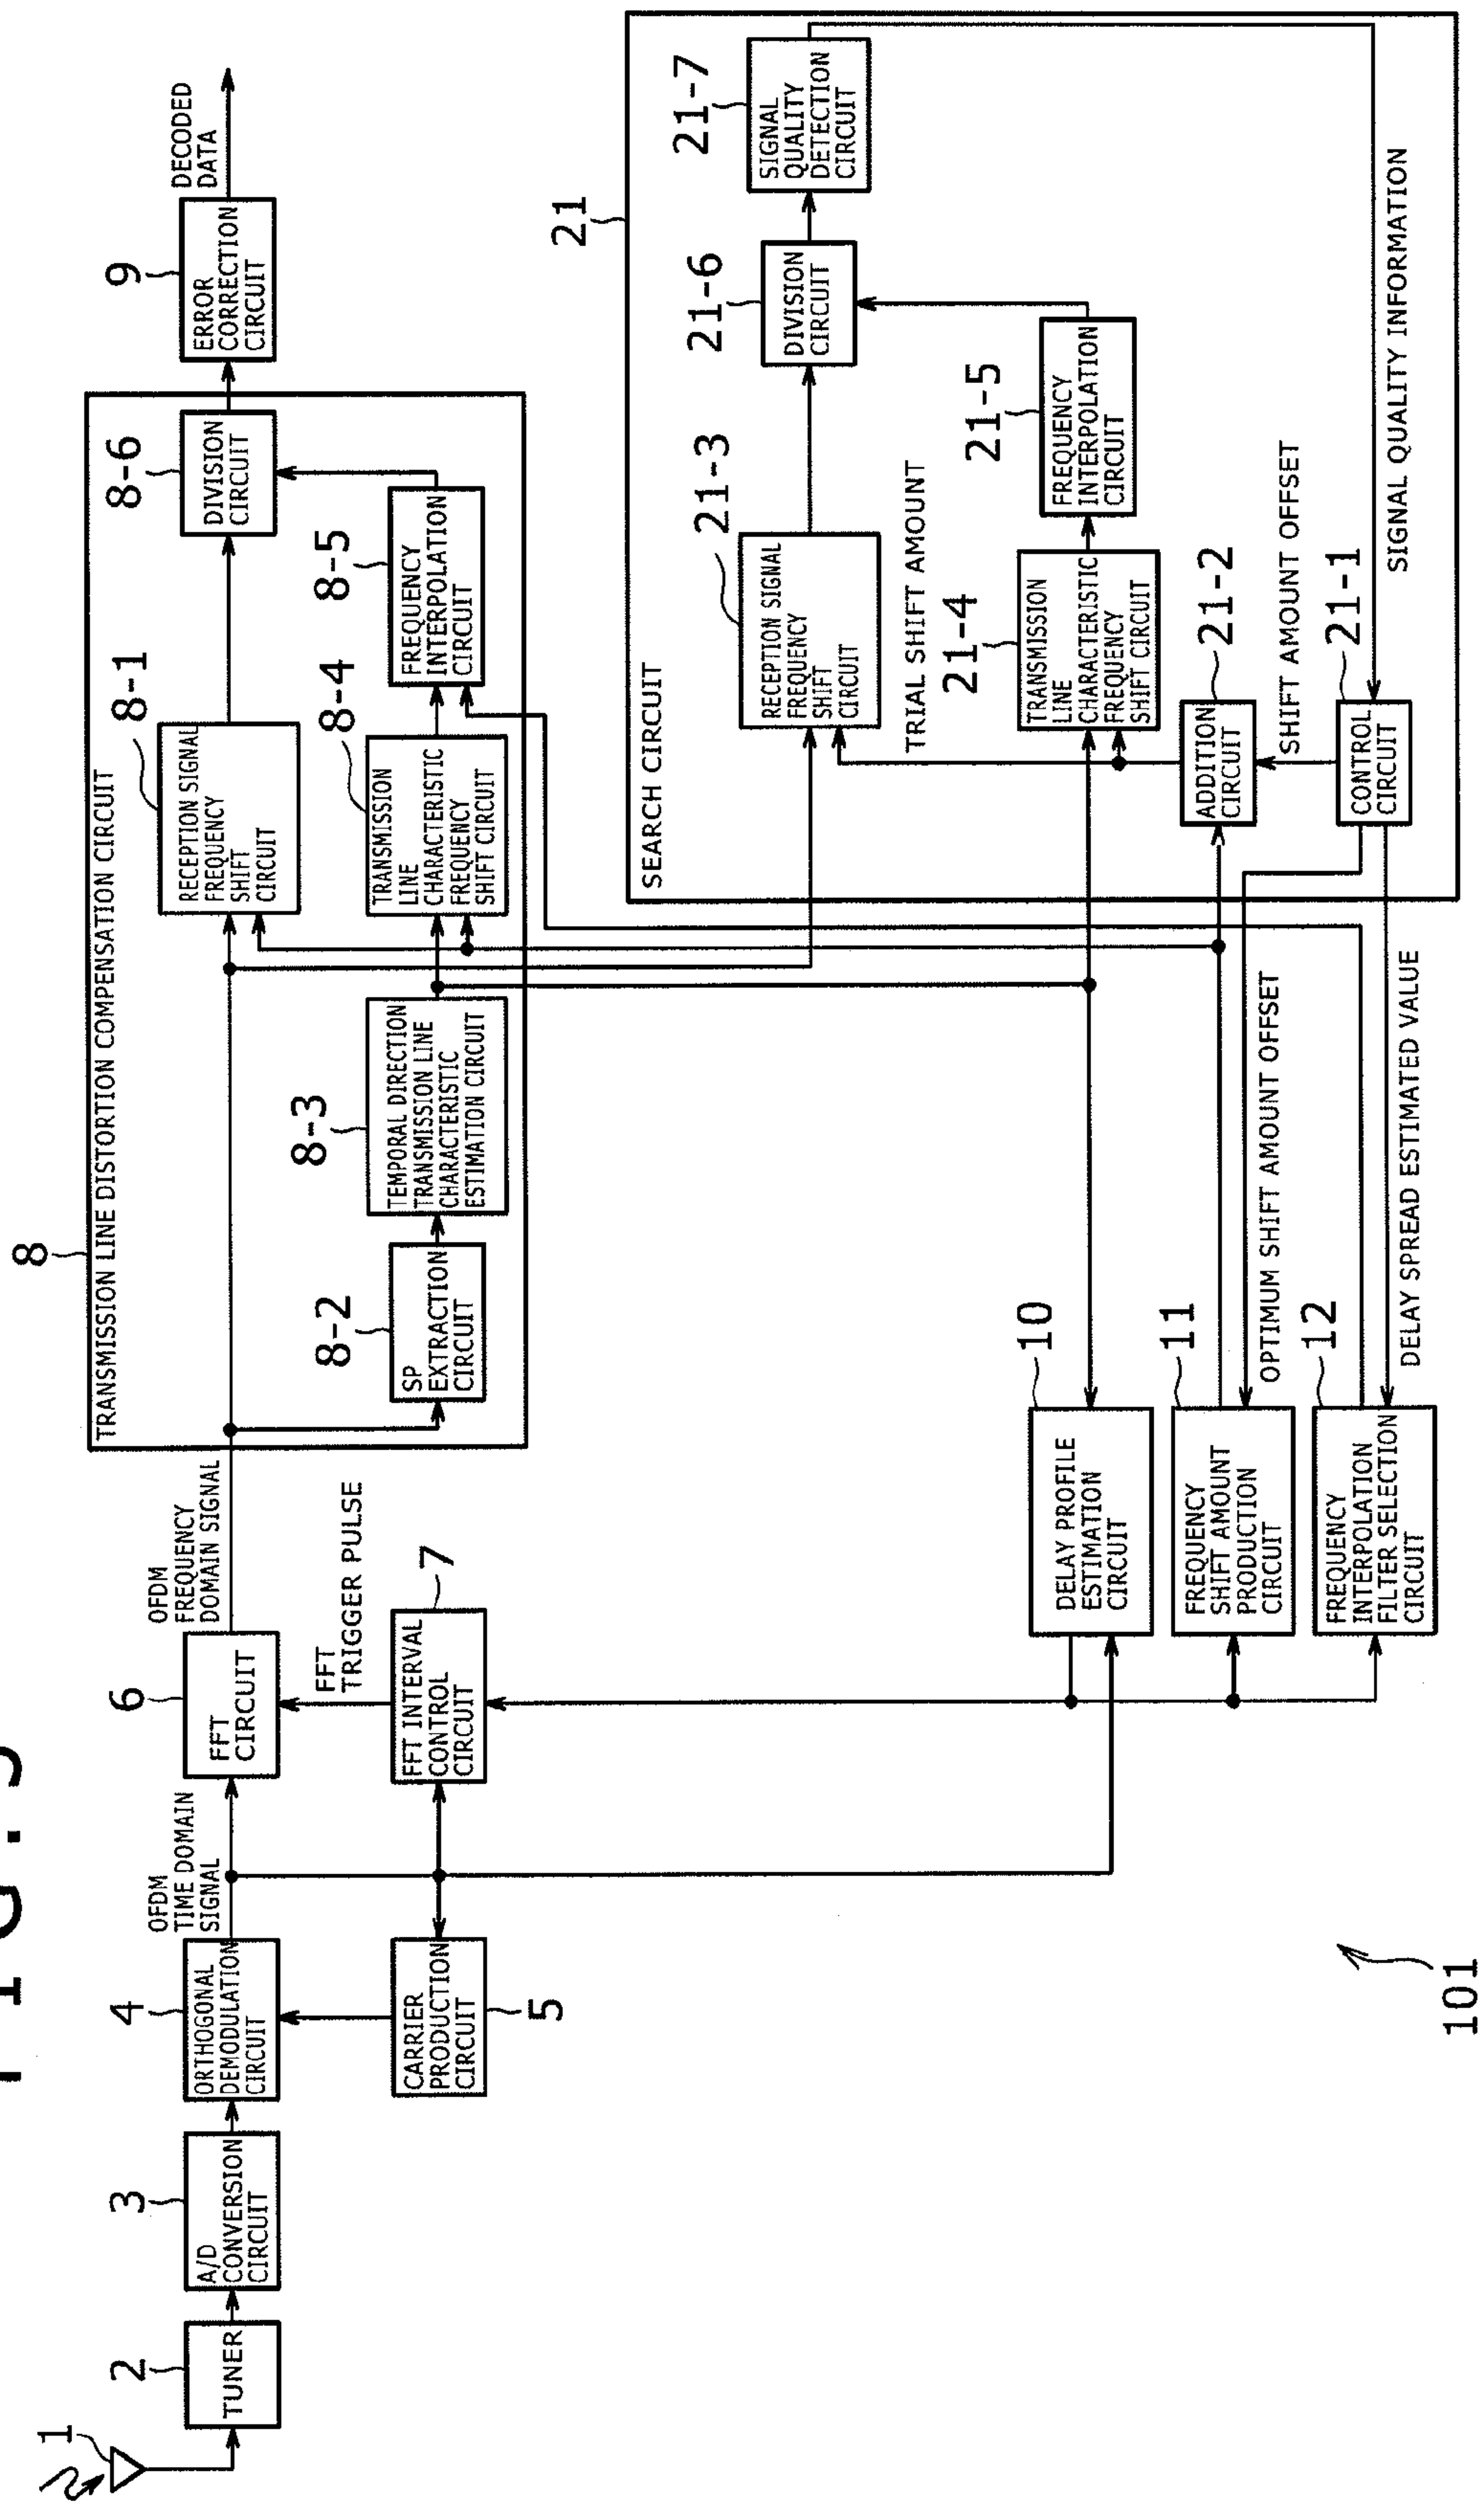 1
2
TUNER
3
A/D
CONVERSION
CIRCUIT
4
ORTHOGONAL
DEMODULATION
CIRCUIT
5
CARRIER
PRODUCTION
CIRCUIT
OFDM
TIME DOMAIN
SIGNAL
6
FFT
CIRCUIT
FFT
TRIGGER PULSE
7
FFT INTERVAL
CONTROL
CIRCUIT
OFDM
FREQUENCY
DOMAIN SIGNAL
8
TRANSMISSION LINE DISTORTION COMPENSATION CIRCUIT
8-1
RECEPTION SIGNAL
FREQUENCY
SHIFT
CIRCUIT
8-2
SP
EXTRACTION
CIRCUIT
8-3
TEMPORAL DIRECTION
TRANSMISSION LINE
CHARACTERISTIC
ESTIMATION CIRCUIT
8-4
TRANSMISSION
LINE
CHARACTERISTIC
FREQUENCY
SHIFT CIRCUIT
8-5
FREQUENCY
INTERPOLATION
CIRCUIT
8-6
DIVISION
CIRCUIT
9
ERROR
CORRECTION
CIRCUIT
DECODED
DATA
10
DELAY PROFILE
ESTIMATION
CIRCUIT
11
FREQUENCY
SHIFT AMOUNT
PRODUCTION
CIRCUIT
OPTIMUM SHIFT AMOUNT OFFSET
12
FREQUENCY
INTERPOLATION
FILTER SELECTION
CIRCUIT
DELAY SPREAD ESTIMATED VALUE
21
SEARCH CIRCUIT
21-3
RECEPTION SIGNAL
FREQUENCY
SHIFT
CIRCUIT
TRIAL SHIFT AMOUNT
21-4
TRANSMISSION
LINE
CHARACTERISTIC
FREQUENCY
SHIFT CIRCUIT
21-5
FREQUENCY
INTERPOLATION
CIRCUIT
21-6
DIVISION
CIRCUIT
21-7
SIGNAL
QUALITY
DETECTION
CIRCUIT
21-2
ADDITION
CIRCUIT
SHIFT AMOUNT OFFSET
21-1
CONTROL
CIRCUIT
SIGNAL QUALITY INFORMATION
101